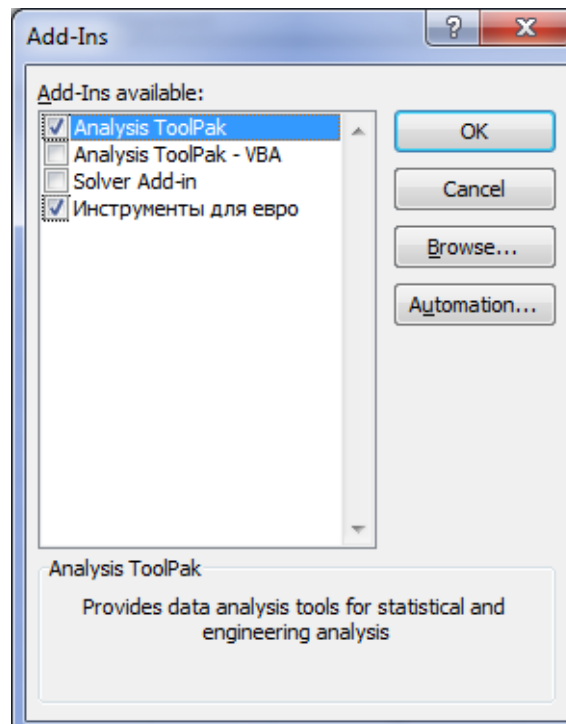 Add-Ins
?
X
Add-Ins available:
Analysis ToolPak
Analysis ToolPak - VBA
Solver Add-in
Инструменты для евро
OK
Cancel
Browse...
Automation...
Analysis ToolPak
Provides data analysis tools for statistical and
engineering analysis